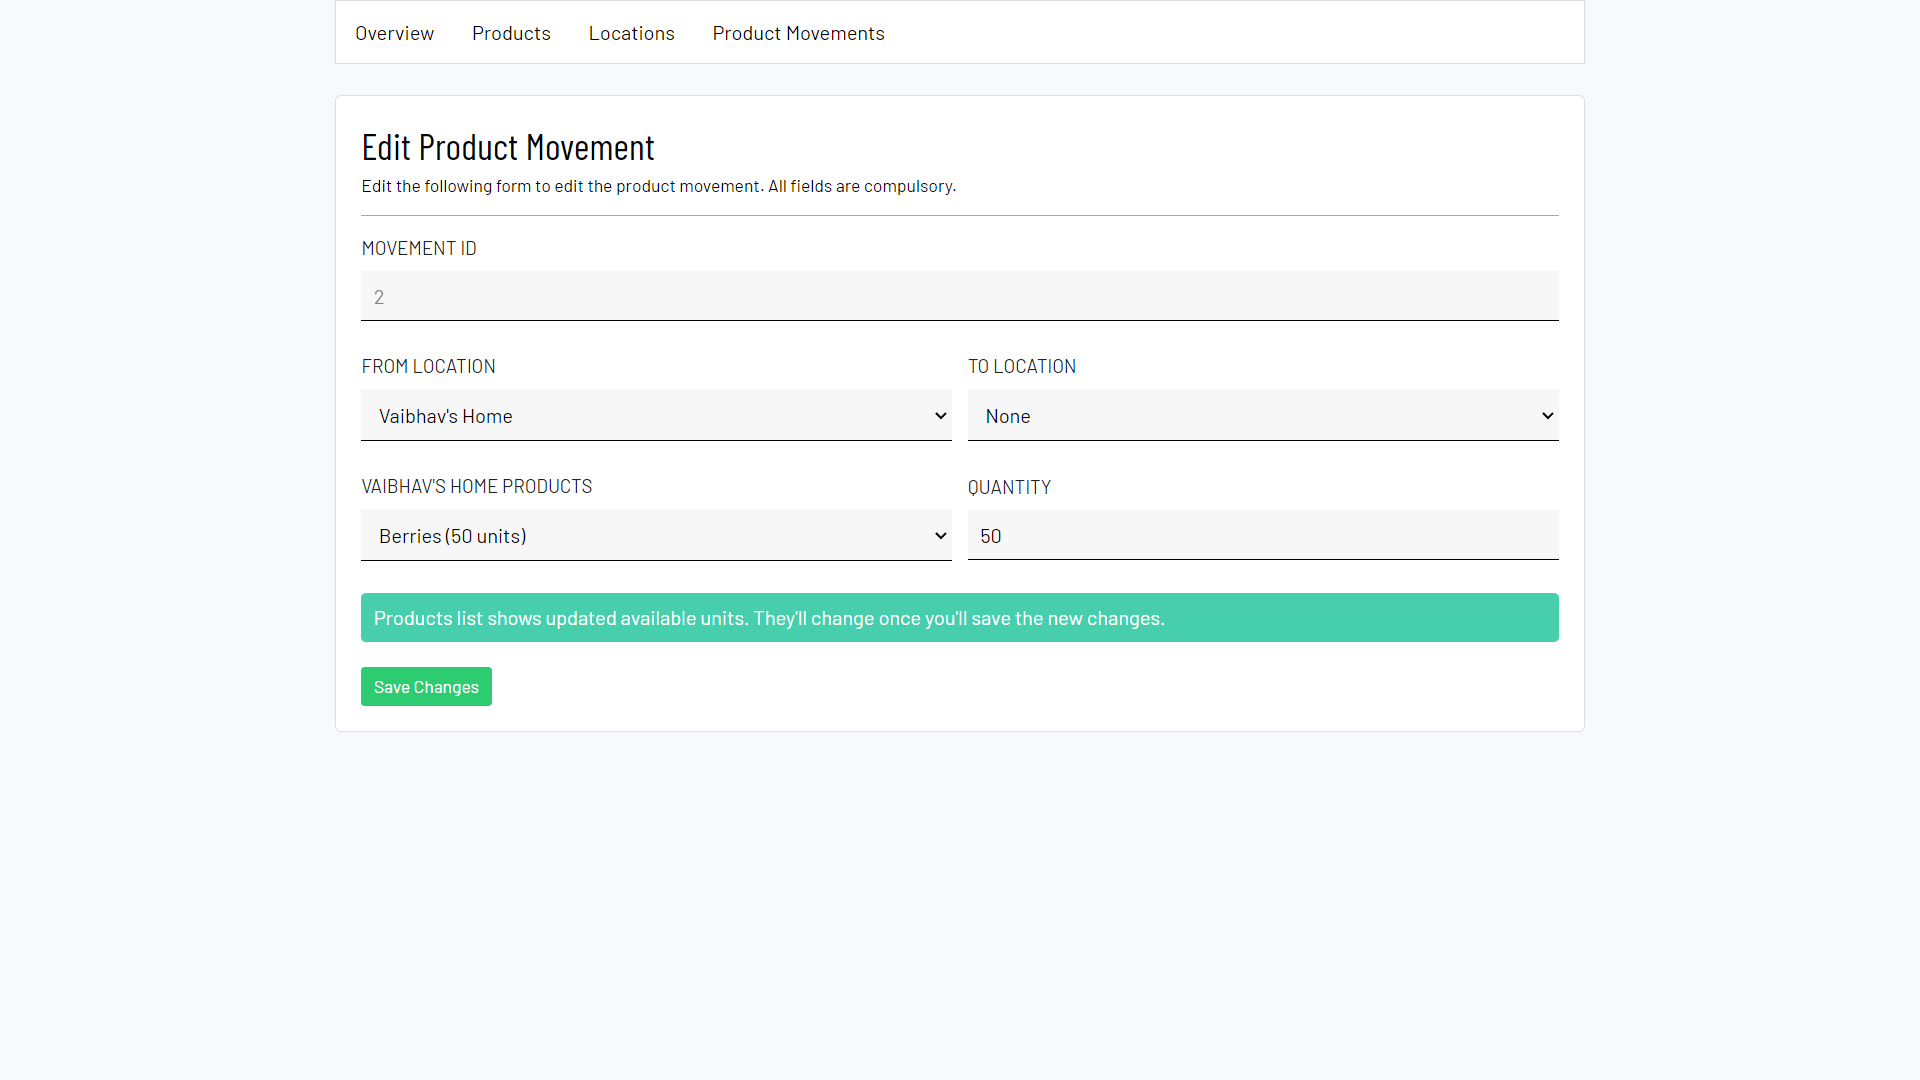 Overview Products Locations Product Movements
Edit Product Movement
Edit the following form to edit the product movement. All fields are compulsory.
MOVEMENT ID
2
FROM LOCATION TO LOCATION
Vaibhav's Home None
VAIBHAV'S HOME PRODUCTS QUANTITY
Berries (50 units) 50
Products list shows updated available units. They'll change once you'll save the new changes.
Save Changes